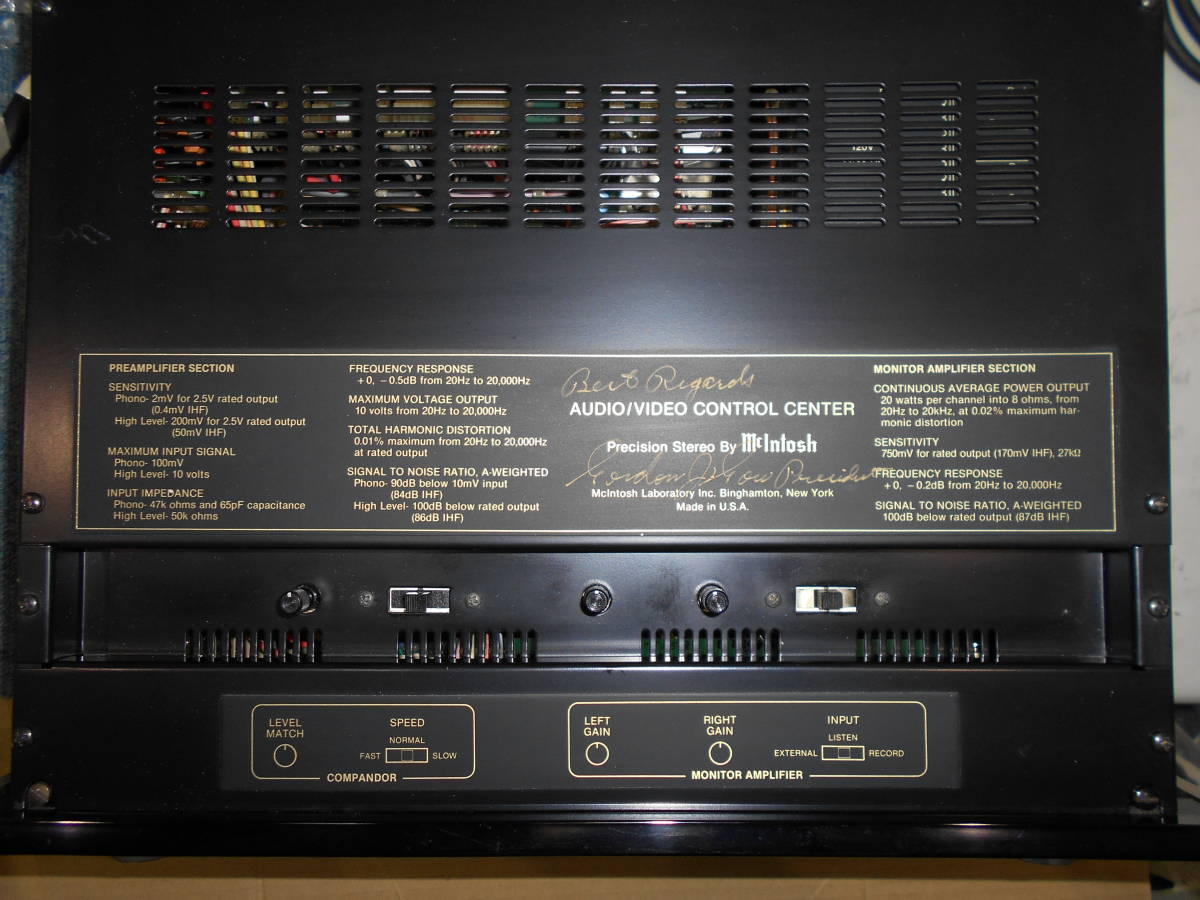 120V
PREAMPLIFIER SECTION
SENSITIVITY
Phono- 2mV for 2.5V rated output
(0.4mV IHF)
High Level- 200mV for 2.5V rated output
(50mV IHF)
MAXIMUM INPUT SIGNAL
Phono- 100mV
High Level- 10 volts
INPUT IMPEDANCE
Phono- 47k ohms and 65pF capacitance
High Level- 50k ohms
FREQUENCY RESPONSE
+0, −0.5dB from 20Hz to 20,000Hz
MAXIMUM VOLTAGE OUTPUT
10 volts from 20Hz to 20,000Hz
TOTAL HARMONIC DISTORTION
0.01% maximum from 20Hz to 20,000Hz
at rated output
SIGNAL TO NOISE RATIO, A-WEIGHTED
Phono- 90dB below 10mV input
(84dB IHF)
High Level- 100dB below rated output
(86dB IHF)
Best Regards
AUDIO/VIDEO CONTROL CENTER
Precision Stereo By McIntosh
Gordon J Gow President
McIntosh Laboratory Inc. Binghamton, New York
Made in U.S.A.
MONITOR AMPLIFIER SECTION
CONTINUOUS AVERAGE POWER OUTPUT
20 watts per channel into 8 ohms, from
20Hz to 20kHz, at 0.02% maximum har-
monic distortion
SENSITIVITY
750mV for rated output (170mV IHF), 27kΩ
FREQUENCY RESPONSE
+0, −0.2dB from 20Hz to 20,000Hz
SIGNAL TO NOISE RATIO, A-WEIGHTED
100dB below rated output (87dB IHF)
LEVEL
MATCH
SPEED
NORMAL
FAST SLOW
COMPANDOR
LEFT
GAIN
RIGHT
GAIN
INPUT
LISTEN
EXTERNAL RECORD
MONITOR AMPLIFIER